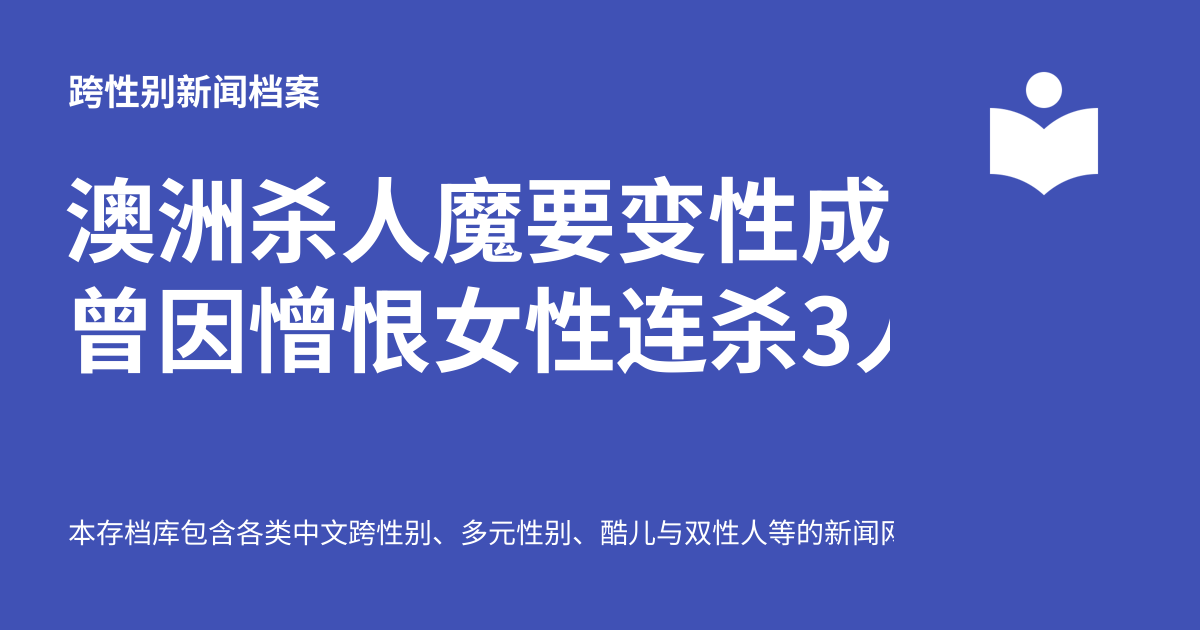 跨性别新闻档案
澳洲杀人魔要变性成
曾因憎恨女性连杀3
本存档库包含各类中文跨性别、多元性别、酷儿与双性人等的新闻